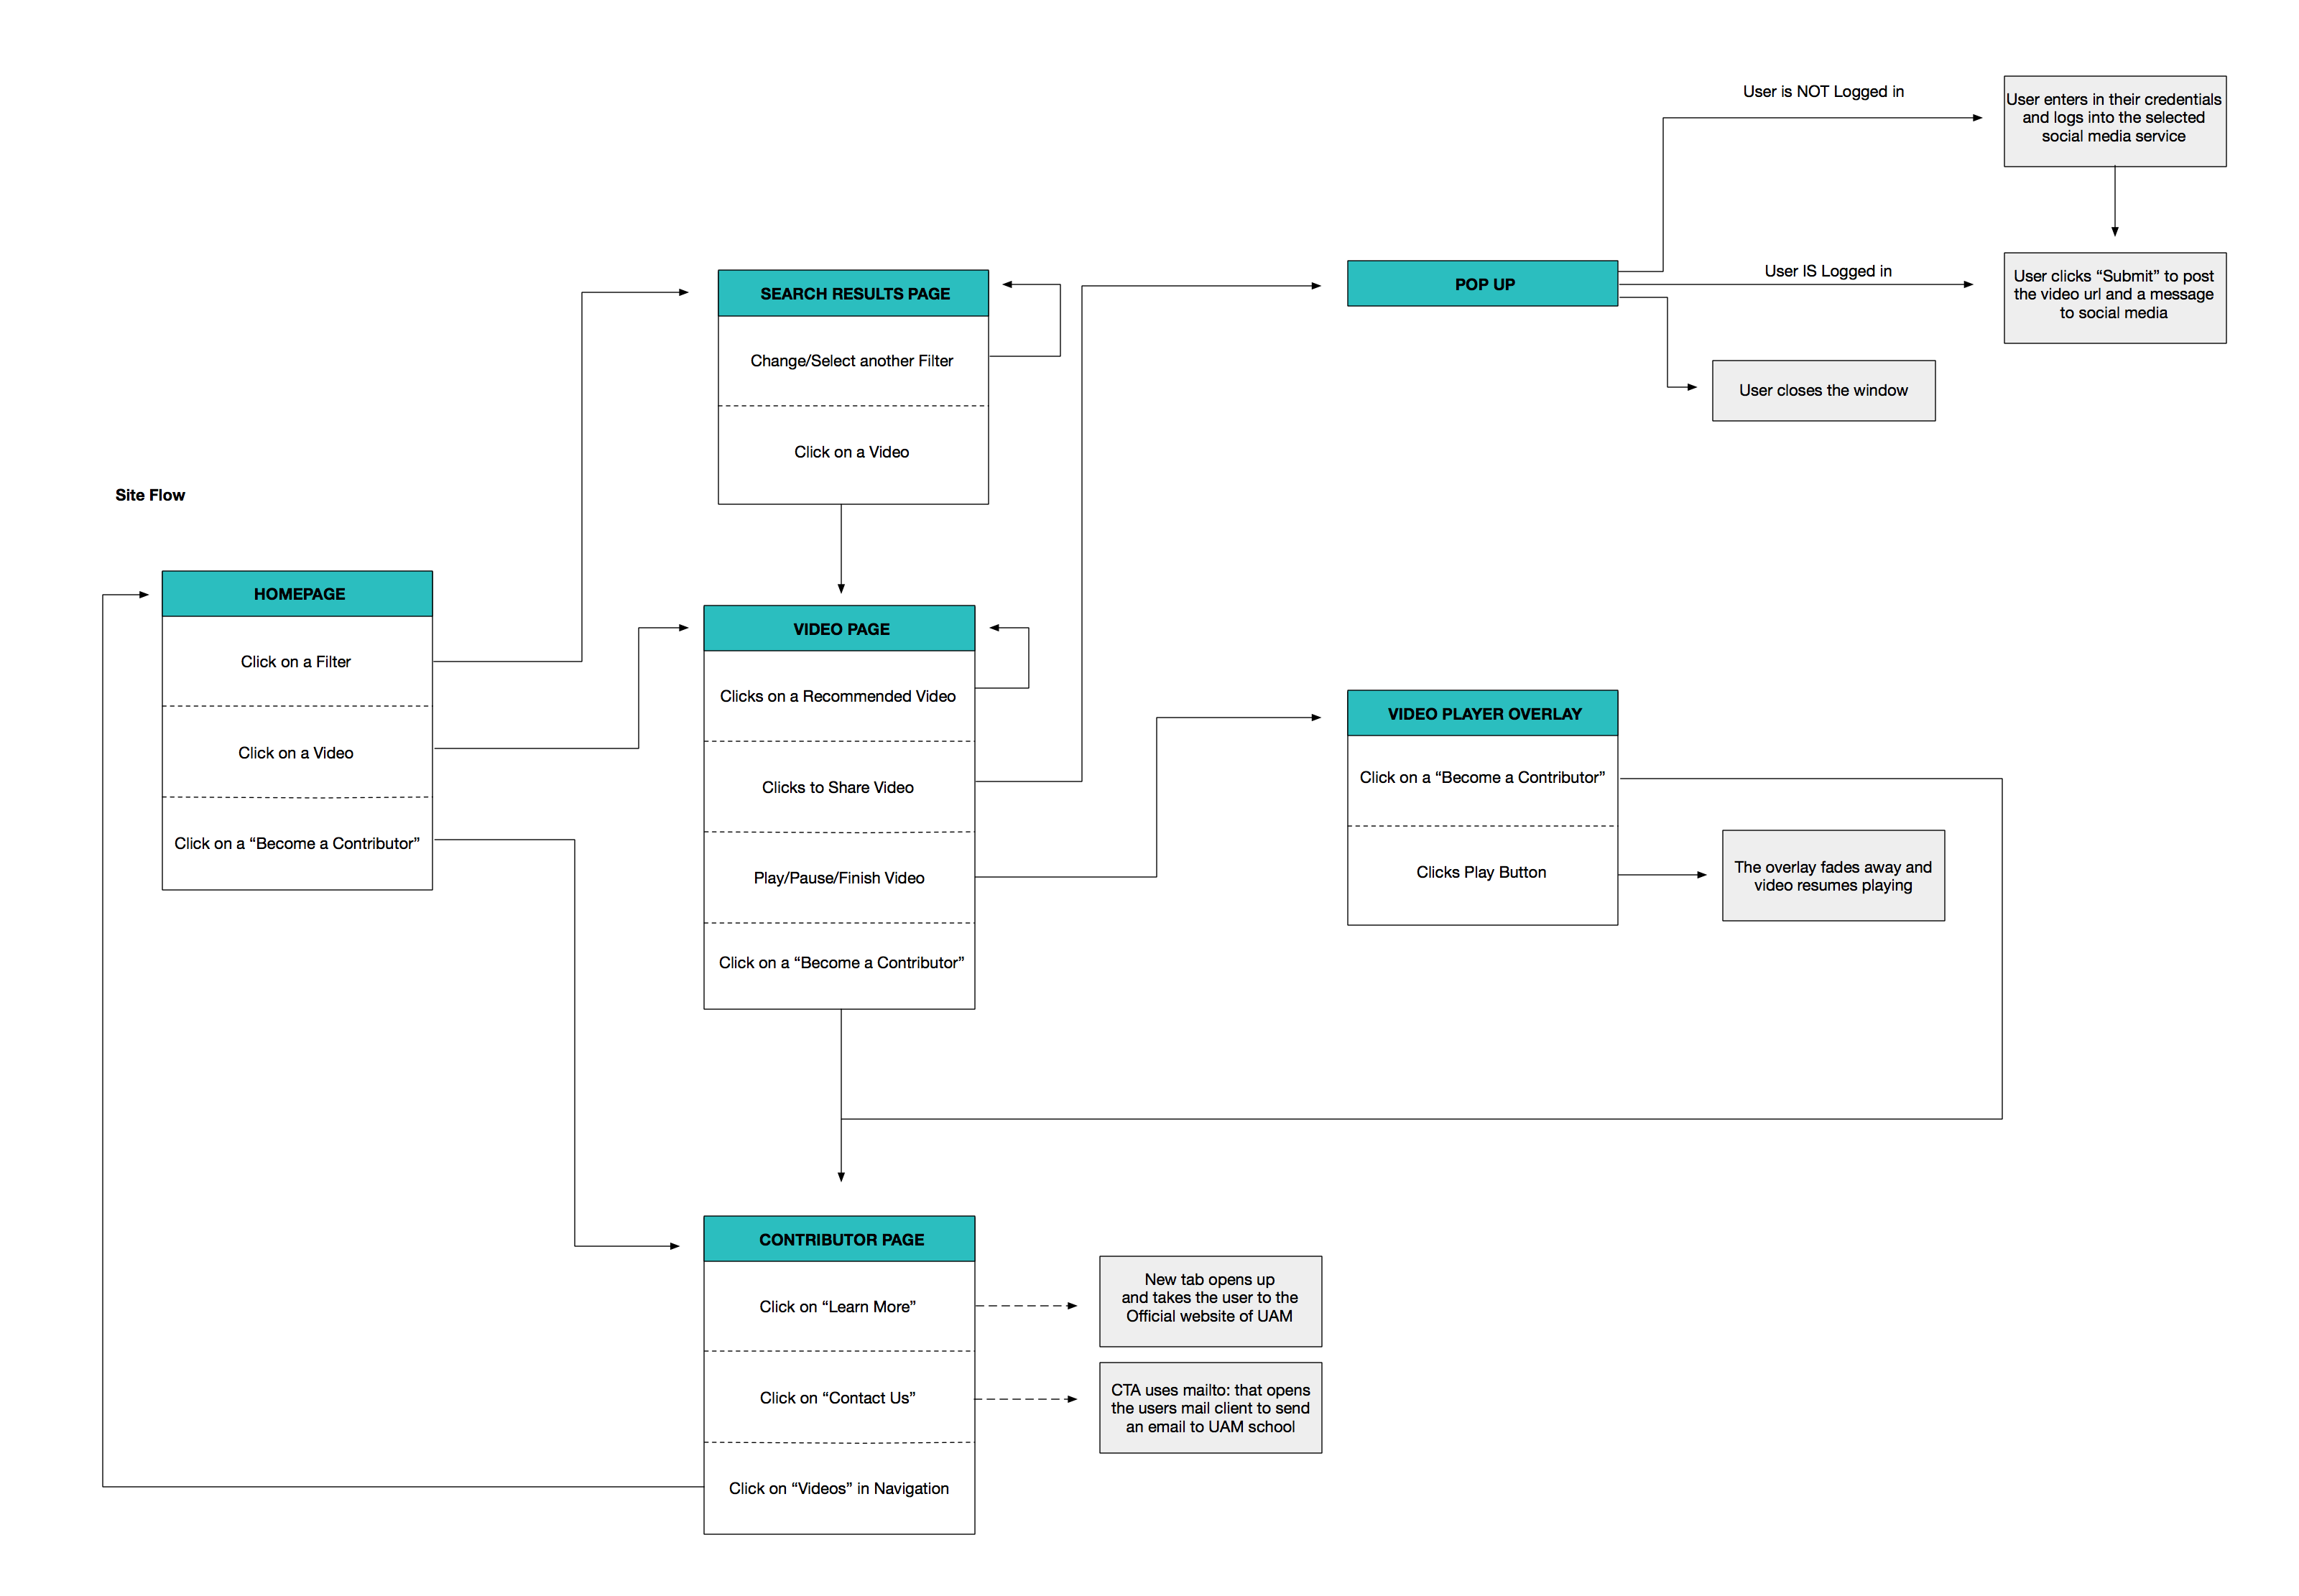 Site Flow
HOMEPAGE
Click on a Filter
Click on a Video
Click on a “Become a Contributor”
SEARCH RESULTS PAGE
Change/Select another Filter
Click on a Video
VIDEO PAGE
Clicks on a Recommended Video
Clicks to Share Video
Play/Pause/Finish Video
Click on a “Become a Contributor”
CONTRIBUTOR PAGE
Click on “Learn More”
Click on “Contact Us”
Click on “Videos” in Navigation
New tab opens up
and takes the user to the
Official website of UAM
CTA uses mailto: that opens
the users mail client to send
an email to UAM school
POP UP
User is NOT Logged in
User enters in their credentials
and logs into the selected
social media service
User IS Logged in
User clicks “Submit” to post
the video url and a message
to social media
User closes the window
VIDEO PLAYER OVERLAY
Click on a “Become a Contributor”
Clicks Play Button
The overlay fades away and
video resumes playing